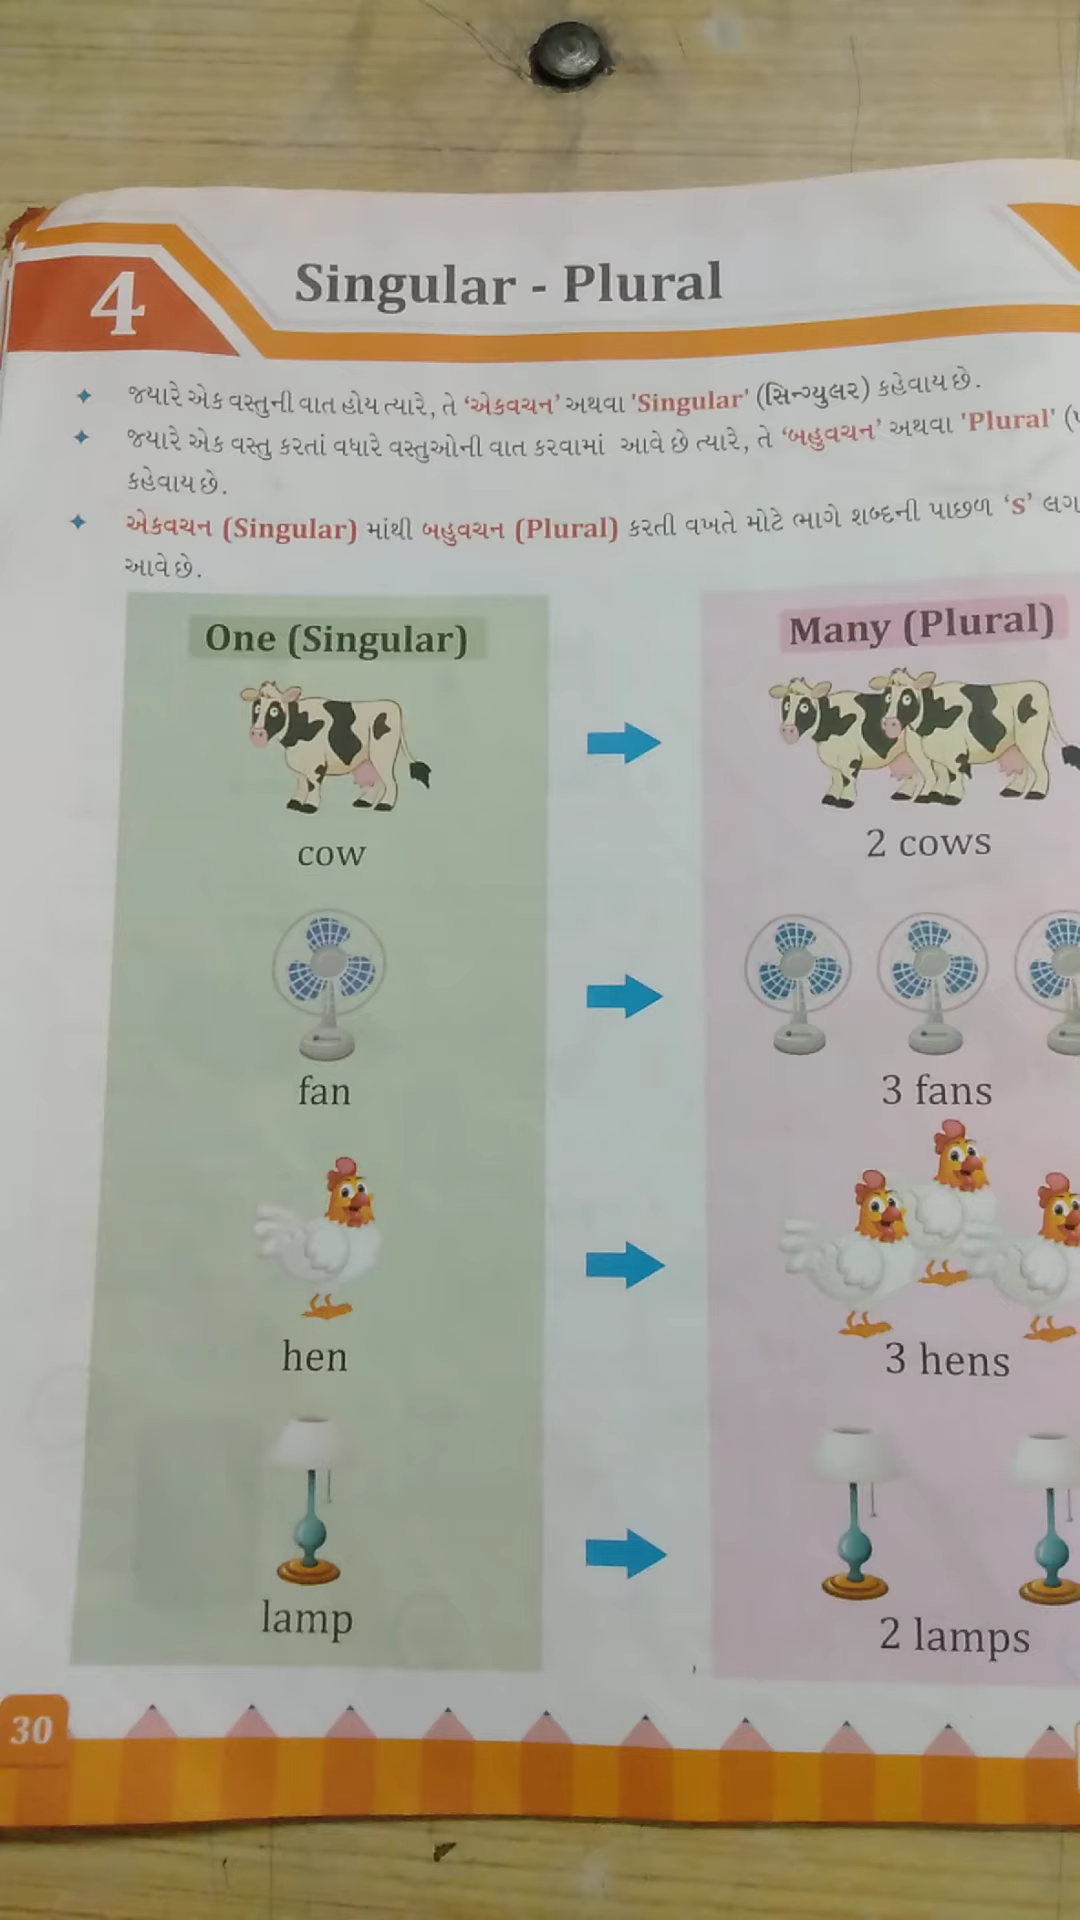 4
Singular - Plural
જ્યારે એક વસ્તુની વાત હોય ત્યારે, તે ‘એકવચન’ અથવા 'Singular' (સિન્ગ્યુલર) કહેવાય છે.
જ્યારે એક વસ્તુ કરતાં વધારે વસ્તુઓની વાત કરવામાં આવે છે ત્યારે, તે ‘બહુવચન’ અથવા 'Plural'
કહેવાય છે.
એકવચન (Singular) માંથી બહુવચન (Plural) કરતી વખતે મોટે ભાગે શબ્દની પાછળ ‘s’
આવે છે.
One (Singular)
Many (Plural)
cow
2 cows
fan
3 fans
hen
3 hens
lamp
2 lamps
30